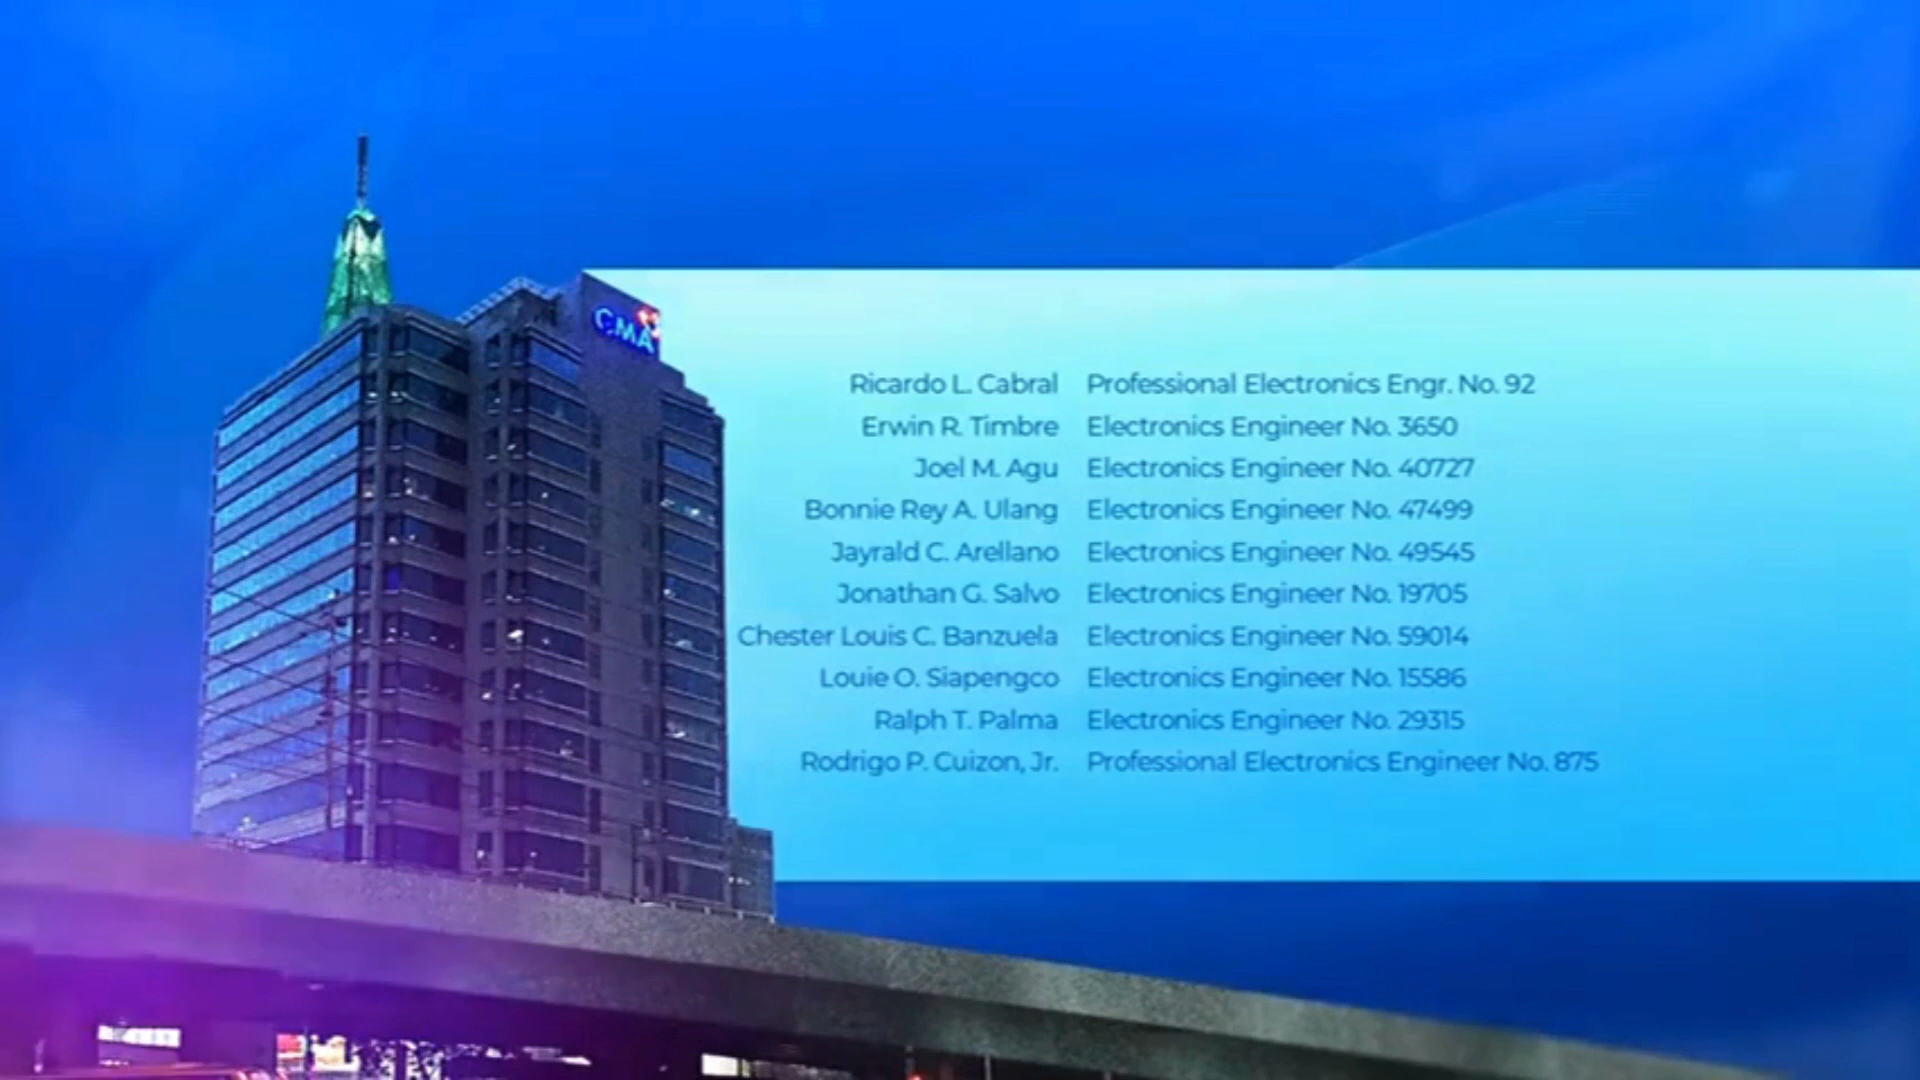 GMA
Ricardo L. Cabral Professional Electronics Engr. No. 92
Erwin R. Timbre Electronics Engineer No. 3650
Joel M. Agu Electronics Engineer No. 40727
Bonnie Rey A. Ulang Electronics Engineer No. 47499
Jayrald C. Arellano Electronics Engineer No. 49545
Jonathan G. Salvo Electronics Engineer No. 19705
Chester Louis C. Banzuela Electronics Engineer No. 59014
Louie O. Siapengco Electronics Engineer No. 15586
Ralph T. Palma Electronics Engineer No. 29315
Rodrigo P. Cuizon, Jr. Professional Electronics Engineer No. 875